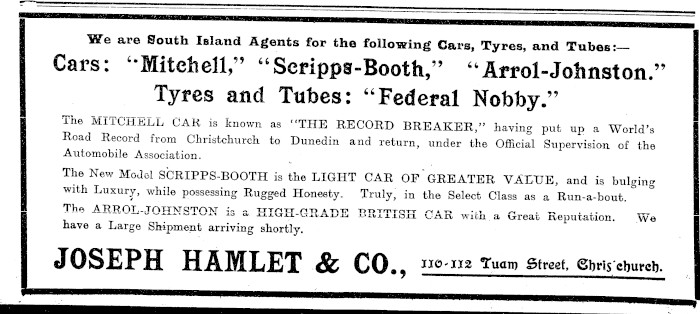 We are South Island Agents for the following Cars, Tyres, and Tubes:—
Cars: "Mitchell," "Scripps-Booth," "Arrol-Johnston."
Tyres and Tubes: "Federal Nobby."
The MITCHELL CAR is known as "THE RECORD BREAKER," having put up a World's
Road Record from Christchurch to Dunedin and return, under the Official Supervision of the
Automobile Association.
The New Model SCRIPPS-BOOTH is the LIGHT CAR OF GREATER VALUE, and is bulging
with Luxury, while possessing Rugged Honesty. Truly, in the Select Class as a Run-a-bout.
The ARROL-JOHNSTON is a HIGH-GRADE BRITISH CAR with a Great Reputation. We
have a Large Shipment arriving shortly.
JOSEPH HAMLET & CO., 110-112 Tuam Street, Chris'church.